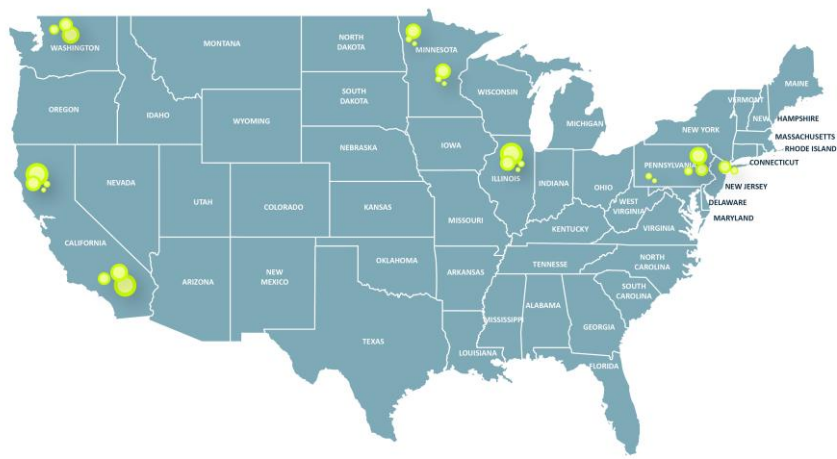 WASHINGTON
MONTANA
NORTH
DAKOTA
MINNESOTA
MAINE
OREGON
IDAHO
WYOMING
SOUTH
DAKOTA
WISCONSIN
MICHIGAN
VERMONT
NEW
HAMPSHIRE
NEW YORK
MASSACHUSETTS
RHODE ISLAND
CONNECTICUT
NEVADA
UTAH
COLORADO
NEBRASKA
IOWA
ILLINOIS
INDIANA
OHIO
PENNSYLVANIA
NEW JERSEY
DELAWARE
MARYLAND
CALIFORNIA
KANSAS
MISSOURI
KENTUCKY
WEST
VIRGINIA
VIRGINIA
ARIZONA
NEW
MEXICO
OKLAHOMA
ARKANSAS
TENNESSE
NORTH
CAROLINA
SOUTH
CAROLINA
TEXAS
LOUISIANA
MISSISSIPPI
ALABAMA
GEORGIA
FLORIDA